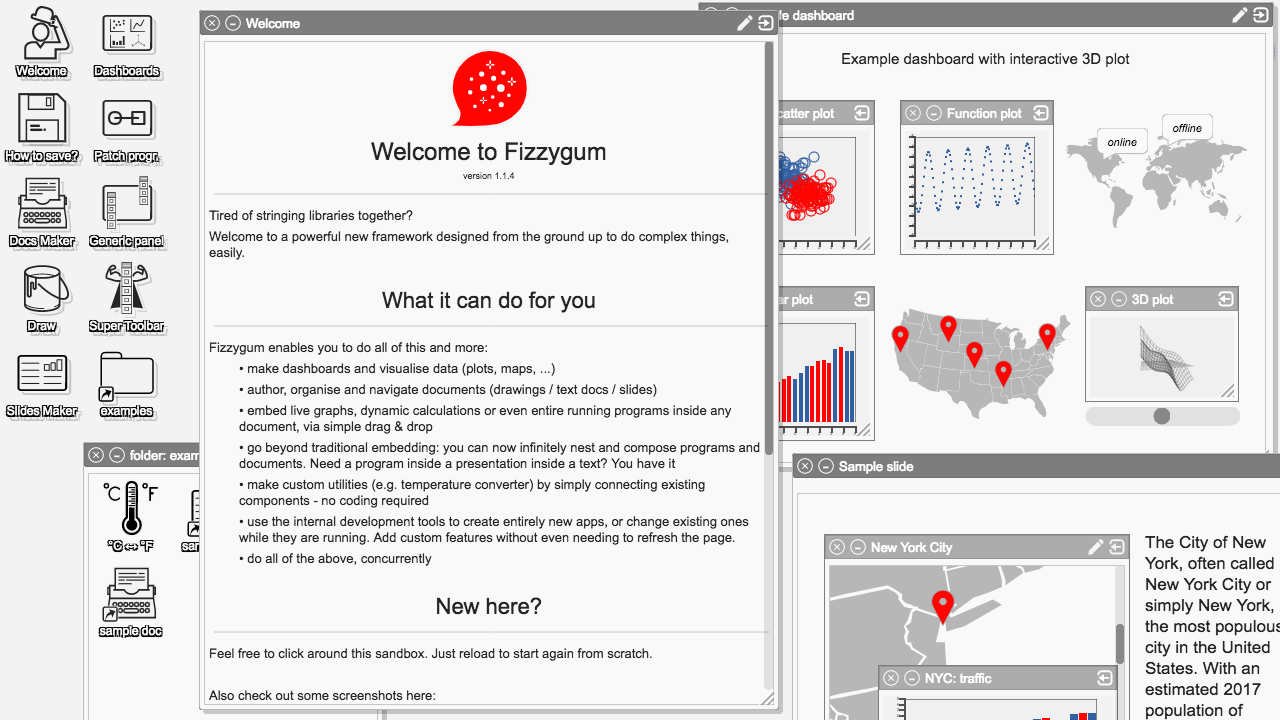 Welcome
Dashboards
How to save?
Patch progr.
Docs Maker
Generic panel
Draw
Super Toolbar
Slides Maker
examples
folder: exam
°C
°F
°C ↔ °F
sam
sample doc
Welcome
Welcome to Fizzygum
version 1.1.4
Tired of stringing libraries together?
Welcome to a powerful new framework designed from the ground up to do complex things,
easily.
What it can do for you
Fizzygum enables you to do all of this and more:
• make dashboards and visualise data (plots, maps, ...)
• author, organise and navigate documents (drawings / text docs / slides)
• embed live graphs, dynamic calculations or even entire running programs inside any
document, via simple drag & drop
• go beyond traditional embedding: you can now infinitely nest and compose programs and
documents. Need a program inside a presentation inside a text? You have it
• make custom utilities (e.g. temperature converter) by simply connecting existing
components - no coding required
• use the internal development tools to create entirely new apps, or change existing ones
while they are running. Add custom features without even needing to refresh the page.
• do all of the above, concurrently
New here?
Feel free to click around this sandbox. Just reload to start again from scratch.
Also check out some screenshots here:
le dashboard
Example dashboard with interactive 3D plot
atter plot
Function plot
online
offline
ar plot
3D plot
Sample slide
New York City
NYC: traffic
The City of New
York, often called
New York City or
simply New York,
the most populous
city in the United
States. With an
estimated 2017
population of